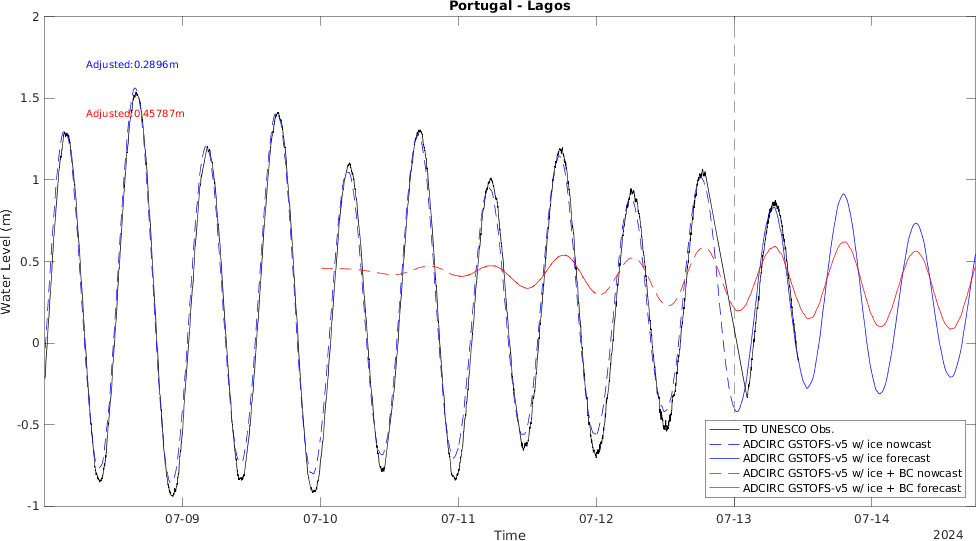 Portugal - Lagos
2
1.5
1
0.5
0
-0.5
-1
Water Level (m)
Adjusted:0.2896m
Adjusted:0.45787m
TD UNESCO Obs.
ADCIRC GSTOFS-v5 w/ ice nowcast
ADCIRC GSTOFS-v5 w/ ice forecast
ADCIRC GSTOFS-v5 w/ice + BC nowcast
ADCIRC GSTOFS-v5 w/ ice + BC forecast
07-09
07-10
07-11
07-12
07-13
07-14
Time
2024